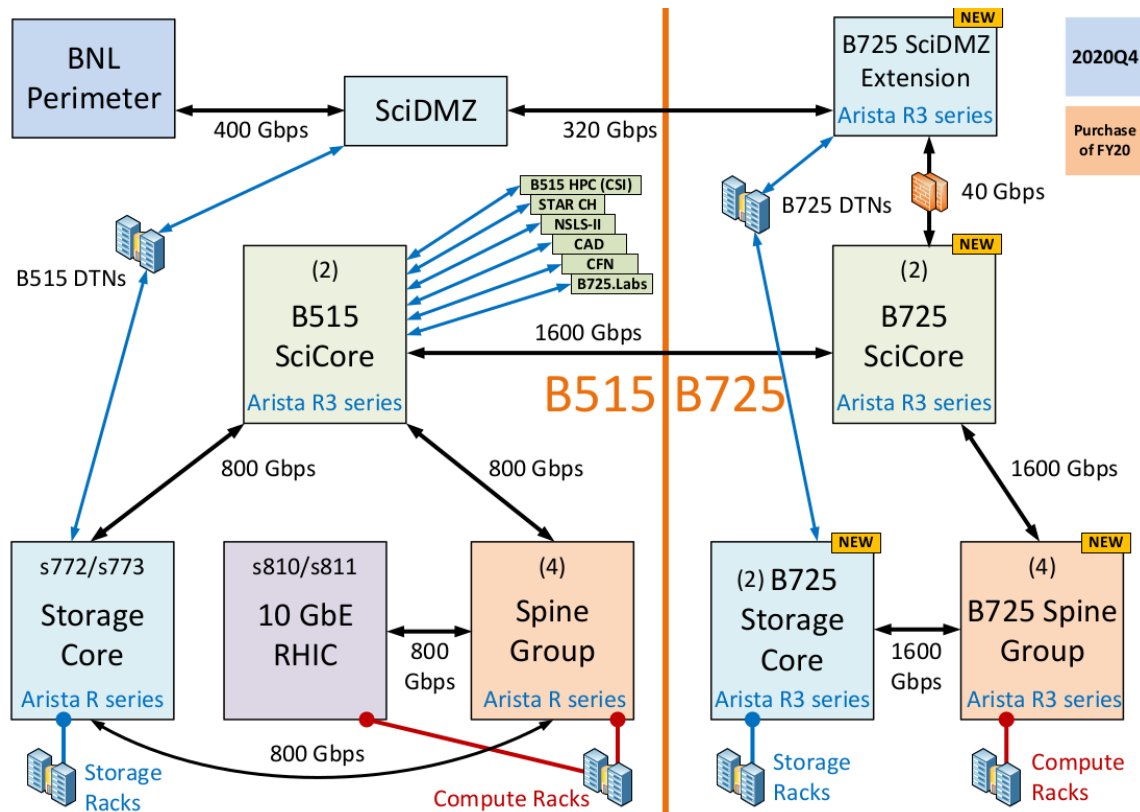 BNL
Perimeter
400 Gbps
SciDMZ
320 Gbps
NEW
B725 SciDMZ
Extension
Arista R3 series
2020Q4
Purchase
of FY20
B515 DTNs
B515 HPC (CSI)
STAR CH
NSLS-II
CAD
CFN
B725.Labs
B725 DTNs
40 Gbps
(2)
B515
SciCore
Arista R3 series
1600 Gbps
NEW
(2)
B725
SciCore
Arista R3 series
B515
B725
800 Gbps
800 Gbps
1600 Gbps
s772/s773
Storage
Core
Arista R series
s810/s811
10 GbE
RHIC
800
Gbps
(4)
Spine
Group
Arista R series
NEW
(2) B725
Storage
Core
Arista R3 series
1600
Gbps
NEW
(4)
B725 Spine
Group
Arista R3 series
800 Gbps
Storage
Racks
Compute Racks
Storage
Racks
Compute
Racks